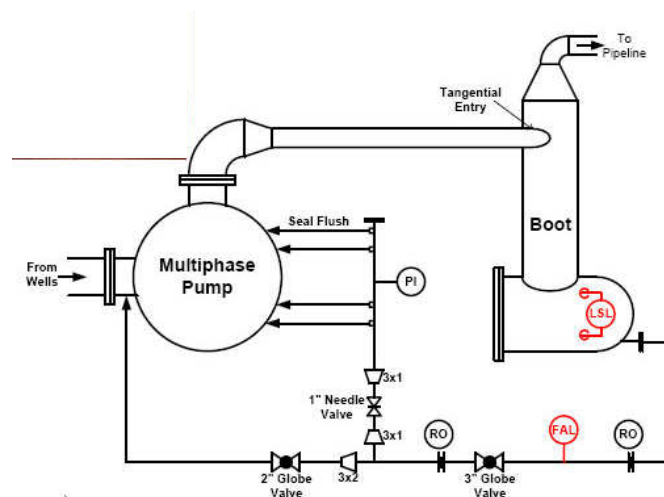 To
Pipeline
Tangential
Entry
Seal Flush
Boot
From
Wells
Multiphase
Pump
PI
LSL
3x1
1" Needle
Valve
3x1
RO
FAL
RO
2" Globe
Valve
3x2
3" Globe
Valve